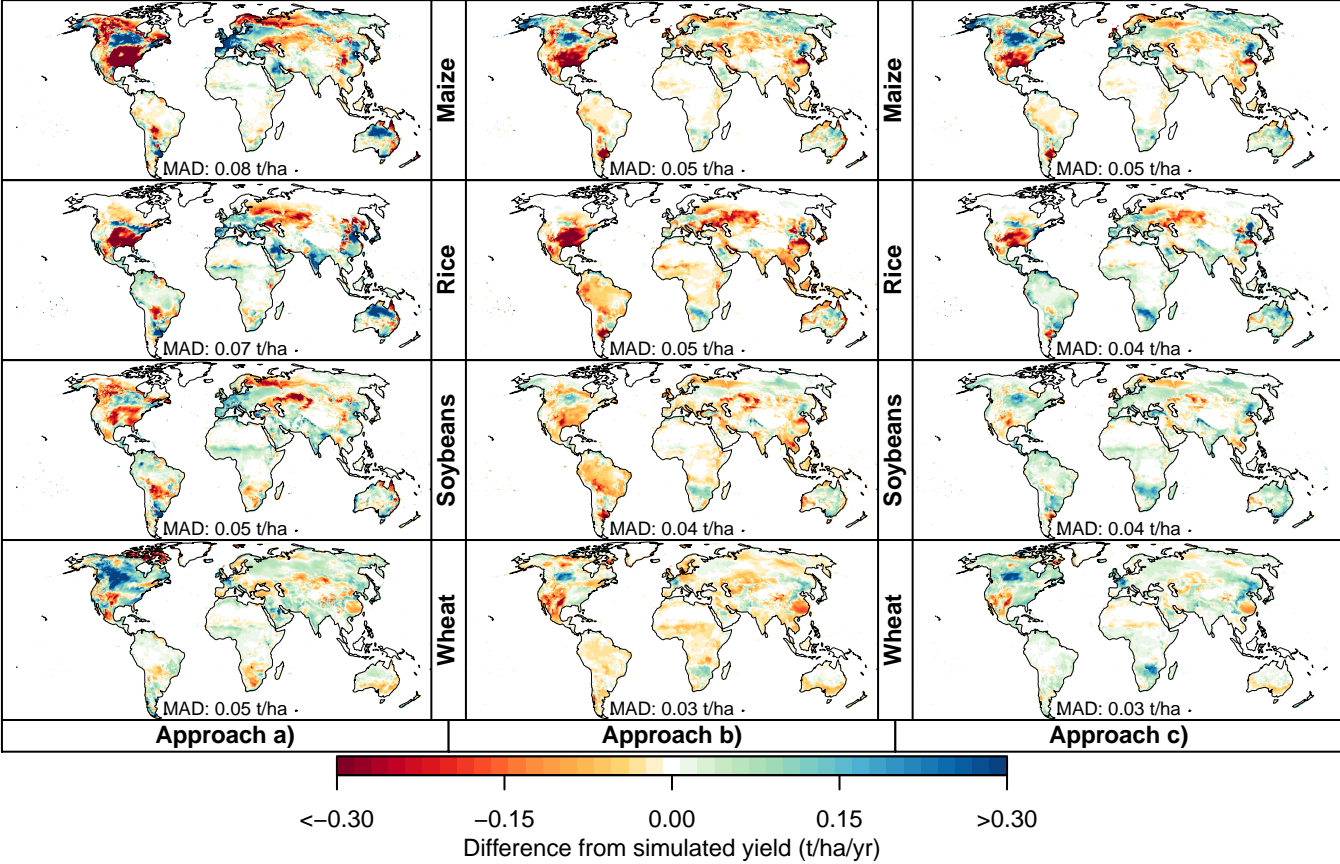 MAD: 0.08 t/ha
Maize
MAD: 0.05 t/ha
Maize
MAD: 0.05 t/ha
MAD: 0.07 t/ha
Rice
MAD: 0.05 t/ha
Rice
MAD: 0.04 t/ha
MAD: 0.05 t/ha
Soybeans
MAD: 0.04 t/ha
Soybeans
MAD: 0.04 t/ha
MAD: 0.05 t/ha
Wheat
MAD: 0.03 t/ha
Wheat
MAD: 0.03 t/ha
Approach a)
Approach b)
Approach c)
<−0.30 −0.15 0.00 0.15 >0.30
Difference from simulated yield (t/ha/yr)